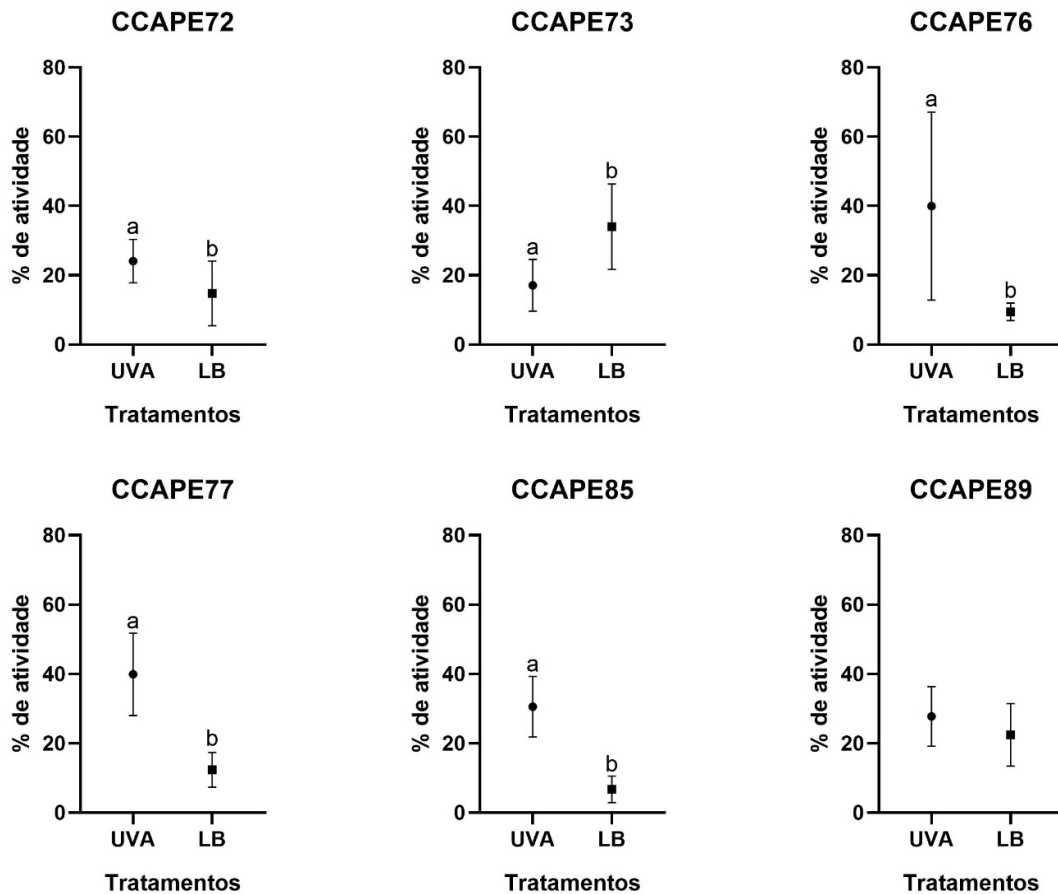 CCAPE72
CCAPE73
CCAPE76
% de atividade
80
60
40
20
0
a
b
UVA
LB
Tratamentos
% de atividade
80
60
40
20
0
a
b
UVA
LB
Tratamentos
% de atividade
80
60
40
20
0
a
b
UVA
LB
Tratamentos
CCAPE77
CCAPE85
CCAPE89
% de atividade
80
60
40
20
0
a
b
UVA
LB
Tratamentos
% de atividade
80
60
40
20
0
a
b
UVA
LB
Tratamentos
% de atividade
80
60
40
20
0
UVA
LB
Tratamentos